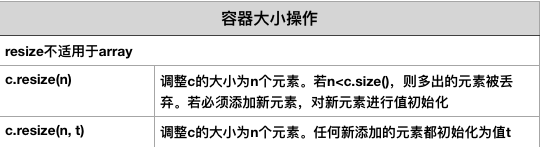 容器大小操作
resize不适用于array
c.resize(n)
调整c的大小为n个元素。若n<c.size()，则多出的元素被丢
弃。若必须添加新元素，对新元素进行值初始化
c.resize(n, t)
调整c的大小为n个元素。任何新添加的元素都初始化为值t